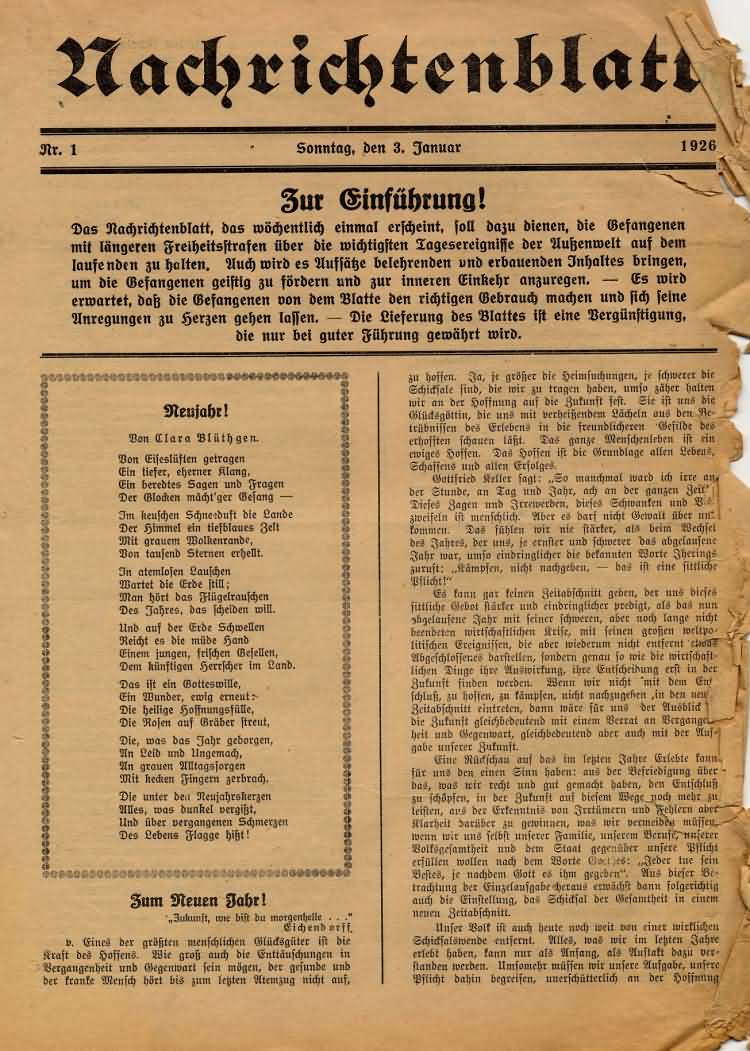 Nachrichtenblatt
Nr. 1 Sonntag, den 3. Januar 1926
Zur Einführung!
Das Nachrichtenblatt, das wöchentlich einmal erscheint, soll dazu dienen, die Gefangenen
mit längeren Freiheitsstrafen über die wichtigsten Tagesereignisse der Außenwelt auf dem
laufenden zu halten. Auch wird es Aufsätze belehrenden und erbauenden Inhaltes bringen,
um die Gefangenen geistig zu fördern und zur inneren Einkehr anzuregen. — Es wird
erwartet, daß die Gefangenen von dem Blatte den richtigen Gebrauch machen und sich seine
Anregungen zu Herzen gehen lassen. — Die Lieferung des Blattes ist eine Vergünstigung,
die nur bei guter Führung gewährt wird.
Neujahr!
Von Clara Blüthgen.
Von Eiseslüften getragen
Ein tiefer, eherner Klang,
Ein beredtes Sagen und Fragen
Der Glocken mächt'ger Gesang —
Im keuschen Schneeduft die Lande
Der Himmel ein tiefblaues Zelt
Mit grauem Wolkenrande,
Von tausend Sternen erhellt.
In atemlosen Lauschen
Wartet die Erde still;
Man hört das Flügelrauschen
Des Jahres, das scheiden will.
Und auf der Erde Schwellen
Reicht es die müde Hand
Einem jungen, frischen Gesellen,
Dem künftigen Herrscher im Land.
Das ist ein Gotteswille,
Ein Wunder, ewig erneut:
Die heilige Hoffnungsfülle,
Die Rosen auf Gräber streut,
Die, was das Jahr geborgen,
An Leid und Ungemach,
An grauen Alltagssorgen
Mit kecken Fingern zerbrach.
Die unter den Neujahrskerzen
Alles, was dunkel vergißt,
Und über vergangenen Schmerzen
Des Lebens Flagge hißt!
Zum Neuen Jahr!
„Zukunft, wie bist du morgenhelle . . ."
Eichendorff
v. Eines der größten menschlichen Glücksgüter ist die
Kraft des Hoffens. Wie groß auch die Enttäuschungen in
Vergangenheit und Gegenwart sein mögen, der gesunde und
der kranke Mensch hört bis zum letzten Atemzug nicht auf,
zu hoffen. Ja, je größer die Heimsuchungen, je schwerer die
Schicksale sind, die wir zu tragen haben, umso zäher halten
wir an der Hoffnung auf die Zukunft fest. Sie ist uns die
Glücksgöttin, die uns mit verheißendem Lächeln aus den Be-
trübnissen des Erlebens in die freundlicheren Gefilde des
erhofften schauen läßt. Das ganze Menschenleben ist ein
ewiges Hoffen. Das Hoffen ist die Grundlage allen Lebens,
Schaffens und allen Erfolges.
Gottfried Keller sagt: „So manchmal ward ich irre an
der Stunde, an Tag und Jahr, ach an der ganzen Zeit"
Dieses Zagen und Irrewerden, dieses Schwanken und
zweifeln ist menschlich. Aber es darf nicht Gewalt über
kommen. Das fühlen wir nie stärker, als beim Wechsel
des Jahres, der uns, je ernster und schwerer das abgelaufene
Jahr war, umso eindringlicher die bekannten Worte Iherings
zuruft: „Kämpfen, nicht nachgeben, — das ist eine sittliche
Pflicht!"
Es kann gar keinen Zeitabschnitt geben, der uns dieses
sittliche Gebot stärker und eindringlicher predigt, als das nun
abgelaufene Jahr mit seiner schweren, aber noch lange nicht
beendeten wirtschaftlichen Krise, mit seinen großen weltpo-
litischen Ereignissen, die aber wiederum nicht entfernt etwas
Abgeschlossenes darstellen, sondern genau so wie die wirtschaft-
lichen Dinge ihre Auswirkung, ihre Entscheidung erst in der
Zukunft finden werden. Wenn wir nicht mit dem
schluß, zu hoffen, zu kämpfen, nicht nachzugeben, in den
Zeitabschnitt eintreten, dann wäre für uns der Ausblick
die Zukunft gleichbedeutend mit einem Verrat an
heit und Gegenwart, gleichbedeutend aber auch mit der Auf-
gabe unserer Zukunft.
Eine Rückschau auf das im letzten Jahre Erlebte kann
für uns den einen Sinn haben: aus der Befriedigung über
das, was wir recht und gut gemacht haben, den Entschluß
zu schöpfen, in der Zukunft auf diesem Wege noch mehr zu
leisten, aus der Erkenntnis von Irrtümern und Fehlern aber
Klarheit darüber zu gewinnen, was wir vermeiden müssen,
wenn wir uns selbst unserer Familie, unserem Berufe, unserer
Volksgesamtheit und dem Staat gegenüber unsere Pflicht
erfüllen wollen nach dem Worte Goethes: „Jeder tue sein
Bestes, je nachdem Gott es ihm gegeben". Aus dieser Be-
trachtung der Einzelaufgabe heraus erwächst dann folgerichtig
auch die Einstellung, das Schicksal der Gesamtheit in einem
neuen Zeitabschnitt.
Unser Volk ist auch heute noch weit von einer wirklichen
Schicksalswende entfernt. Alles, was wir im letzten Jahre
erlebt haben, kann nur als Anfang, als Auftakt dazu ver-
standen werden. Umsomehr müssen wir unsere Aufgabe, unsere
Pflicht dahin begreifen, unerschütterlich an der Hoffnung